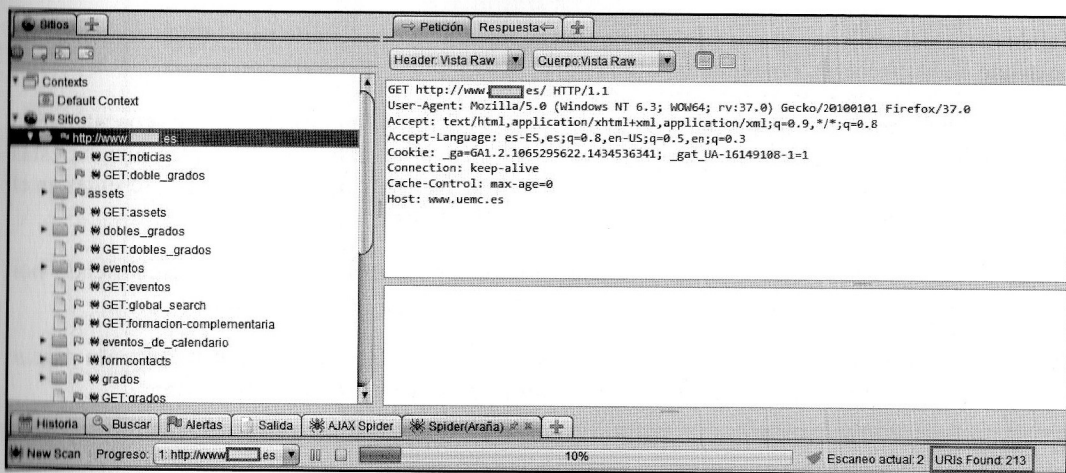 Sitios
Petición Respuesta
Header: Vista Raw Cuerpo:Vista Raw
Contexts
Default Context
Sitios
http://www. .es
GET:noticias
GET:doble_grados
assets
GET:assets
dobles_grados
GET:dobles_grados
eventos
GET:eventos
GET:global_search
GET:formacion-complementaria
eventos_de_calendario
formcontacts
grados
GET:grados
GET http://www. es/ HTTP/1.1
User-Agent: Mozilla/5.0 (Windows NT 6.3; WOW64; rv:37.0) Gecko/20100101 Firefox/37.0
Accept: text/html,application/xhtml+xml,application/xml;q=0.9,*/*;q=0.8
Accept-Language: es-ES,es;q=0.8,en-US;q=0.5,en;q=0.3
Cookie: _ga=GA1.2.1065295622.1434536341; _gat_UA-16149108-1=1
Connection: keep-alive
Cache-Control: max-age=0
Host: www.uemc.es
Historia Buscar Alertas Salida AJAX Spider Spider(Araña)
New Scan Progreso: 1: http://www. es 10% Escaneo actual: 2 URIs Found: 213